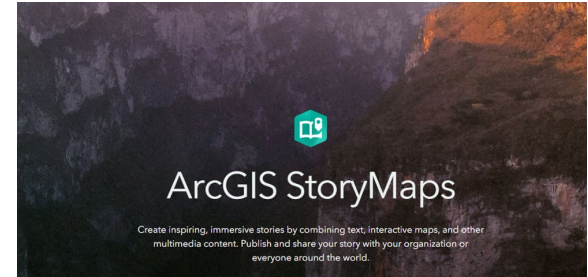 ArcGIS StoryMaps
Create inspiring, immersive stories by combining text, interactive maps, and other
multimedia content. Publish and share your story with your organization or
everyone around the world.